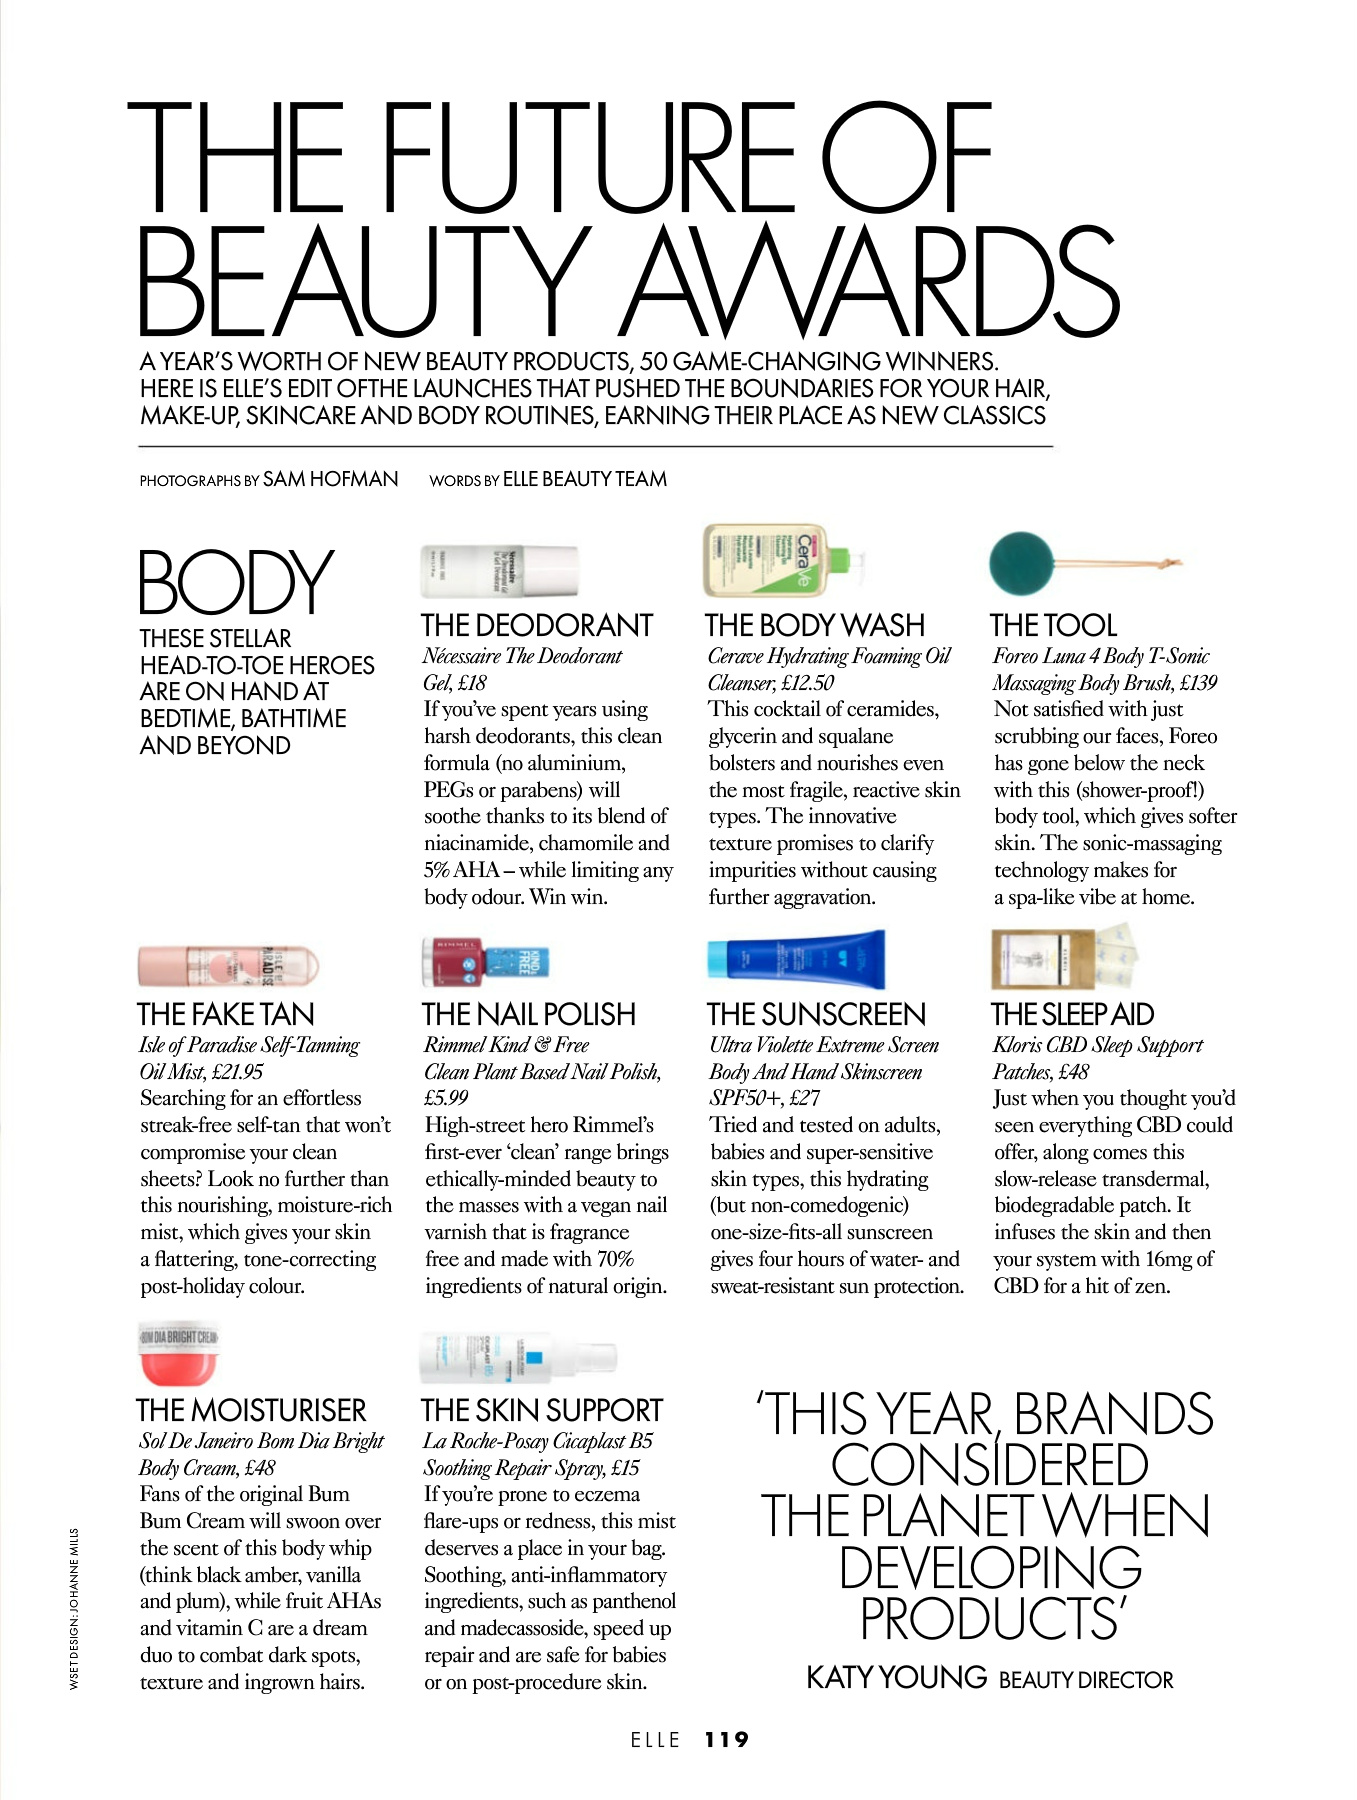 THE FUTURE OF
BEAUTY AWARDS
A YEAR'S WORTH OF NEW BEAUTY PRODUCTS, 50 GAME-CHANGING WINNERS.
HERE IS ELLE'S EDIT OFTHE LAUNCHES THAT PUSHED THE BOUNDARIES FOR YOUR HAIR,
MAKE-UP, SKINCARE AND BODY ROUTINES, EARNING THEIR PLACE AS NEW CLASSICS
PHOTOGRAPHS BY SAM HOFMAN WORDS BY ELLE BEAUTY TEAM
BODY
THESE STELLAR
HEAD-TO-TOE HEROES
ARE ON HAND AT
BEDTIME, BATHTIME
AND BEYOND
Nécessaire
The Deodorant Gel
THE DEODORANT
Nécessaire The Deodorant
Gel, £18
If you've spent years using
harsh deodorants, this clean
formula (no aluminium,
PEGs or parabens) will
soothe thanks to its blend of
niacinamide, chamomile and
5% AHA – while limiting any
body odour. Win win.
CeraVe
THE BODY WASH
Cerave Hydrating Foaming Oil
Cleanser, £12.50
This cocktail of ceramides,
glycerin and squalane
bolsters and nourishes even
the most fragile, reactive skin
types. The innovative
texture promises to clarify
impurities without causing
further aggravation.
THE TOOL
Foreo Luna 4 Body T-Sonic
Massaging Body Brush, £139
Not satisfied with just
scrubbing our faces, Foreo
has gone below the neck
with this (shower-proof!)
body tool, which gives softer
skin. The sonic-massaging
technology makes for
a spa-like vibe at home.
ISLE OF
PARADISE
THE FAKE TAN
Isle of Paradise Self-Tanning
Oil Mist, £21.95
Searching for an effortless
streak-free self-tan that won't
compromise your clean
sheets? Look no further than
this nourishing, moisture-rich
mist, which gives your skin
a flattering, tone-correcting
post-holiday colour.
RIMMEL
KIND &
FREE
THE NAIL POLISH
Rimmel Kind & Free
Clean Plant Based Nail Polish,
£5.99
High-street hero Rimmel's
first-ever 'clean' range brings
ethically-minded beauty to
the masses with a vegan nail
varnish that is fragrance
free and made with 70%
ingredients of natural origin.
THE SUNSCREEN
Ultra Violette Extreme Screen
Body And Hand Skinscreen
SPF50+, £27
Tried and tested on adults,
babies and super-sensitive
skin types, this hydrating
(but non-comedogenic)
one-size-fits-all sunscreen
gives four hours of water- and
sweat-resistant sun protection.
THE SLEEP AID
Kloris CBD Sleep Support
Patches, £48
Just when you thought you'd
seen everything CBD could
offer, along comes this
slow-release transdermal,
biodegradable patch. It
infuses the skin and then
your system with 16mg of
CBD for a hit of zen.
BOM DIA BRIGHT CREAM
THE MOISTURISER
Sol De Janeiro Bom Dia Bright
Body Cream, £48
Fans of the original Bum
Bum Cream will swoon over
the scent of this body whip
(think black amber, vanilla
and plum), while fruit AHAs
and vitamin C are a dream
duo to combat dark spots,
texture and ingrown hairs.
LA ROCHE-POSAY
CICAPLAST B5
THE SKIN SUPPORT
La Roche-Posay Cicaplast B5
Soothing Repair Spray, £15
If you're prone to eczema
flare-ups or redness, this mist
deserves a place in your bag.
Soothing, anti-inflammatory
ingredients, such as panthenol
and madecassoside, speed up
repair and are safe for babies
or on post-procedure skin.
'THIS YEAR, BRANDS
CONSIDERED
THE PLANET WHEN
DEVELOPING
PRODUCTS'
KATY YOUNG BEAUTY DIRECTOR
WSET DESIGN: JOHANNE MILLS
ELLE 119